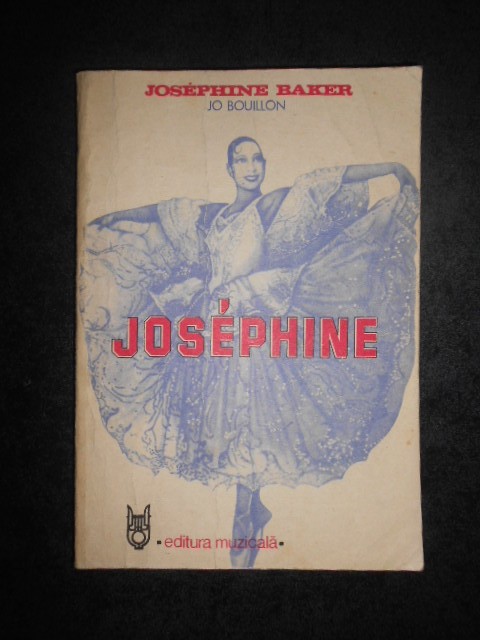 JOSÉPHINE BAKER
JO BOUILLON
JOSÉPHINE
• editura muzicală •